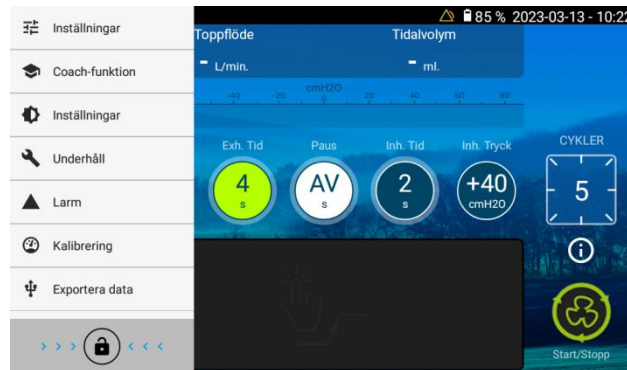 85 % 2023-03-13 - 10:22
Inställningar
Coach-funktion
Inställningar
Underhåll
Larm
Kalibrering
Exportera data
> > > < < <
Toppflöde
Tidalvolym
- L/min.
- ml.
cmH2O
-40 -20 0 20 40 60 80
Exh. Tid
Paus
Inh. Tid
Inh. Tryck
4
s
AV
s
2
s
+40
cmH2O
CYKLER
5
Start/Stopp